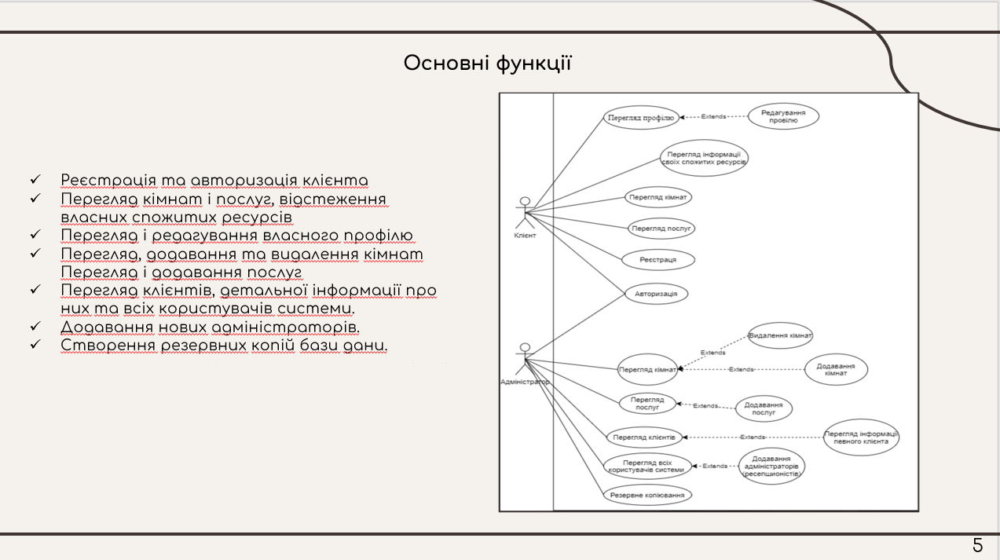 Основні функції
Реєстрація та авторизація клієнта
Перегляд кімнат і послуг, відстеження
власних спожитих ресурсів
Перегляд і редагування власного профілю
Перегляд, додавання та видалення кімнат
Перегляд і додавання послуг
Перегляд клієнтів, детальної інформації про
них та всіх користувачів системи.
Додавання нових адміністраторів.
Створення резервних копій бази дани.
Перегляд профілю
Extends
Редагування
провілю
Перегляд інформації
своїх спожитих ресурсів
Перегляд кімнат
Клієнт
Перегляд послуг
Реєстраця
Авторизація
Видалення кімнат
Extends
Адміністратор
Перегляд кімнат
Extends
Додавання
кімнат
Перегляд
послуг
Extends
Додавання
послуг
Перегляд клієнтів
Extends
Перегляд інформації
певного клієнта
Перегляд всіх
користувачів системи
Extends
Додавання
адміністраторів
(ресепшионістів)
Резервне копіювання
5